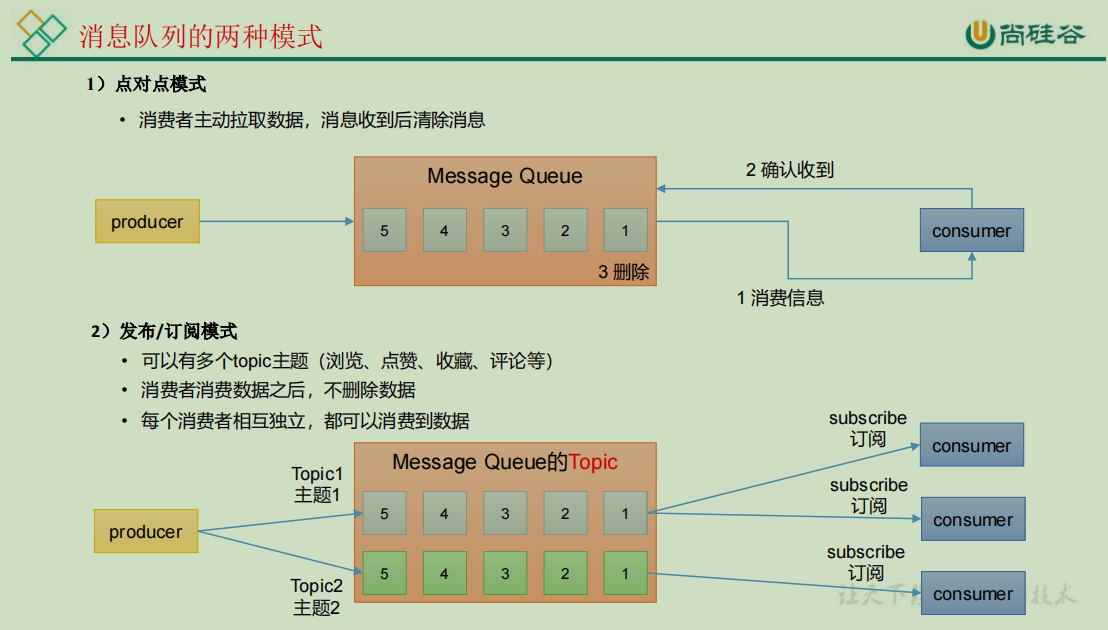 消息队列的两种模式
尚硅谷
1）点对点模式
• 消费者主动拉取数据，消息收到后清除消息
Message Queue
2 确认收到
producer
5 4 3 2 1
consumer
3 删除
1 消费信息
2）发布/订阅模式
• 可以有多个topic主题（浏览、点赞、收藏、评论等）
• 消费者消费数据之后，不删除数据
• 每个消费者相互独立，都可以消费到数据
Message Queue的Topic
Topic1
主题1
5 4 3 2 1
producer
Topic2
主题2
5 4 3 2 1
subscribe
订阅
consumer
subscribe
订阅
consumer
subscribe
订阅
consumer
让天下 技术